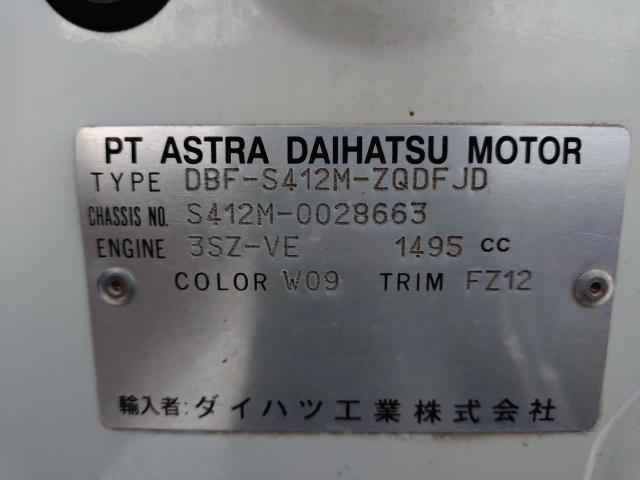 PT ASTRA DAIHATSU MOTOR
TYPE DBF-S412M-ZQDFJD
CHASSIS NO. S412M-0028663
ENGINE 3SZ-VE 1495 CC
COLOR W09 TRIM FZ12
輸入者: ダイハツ工業株式会社